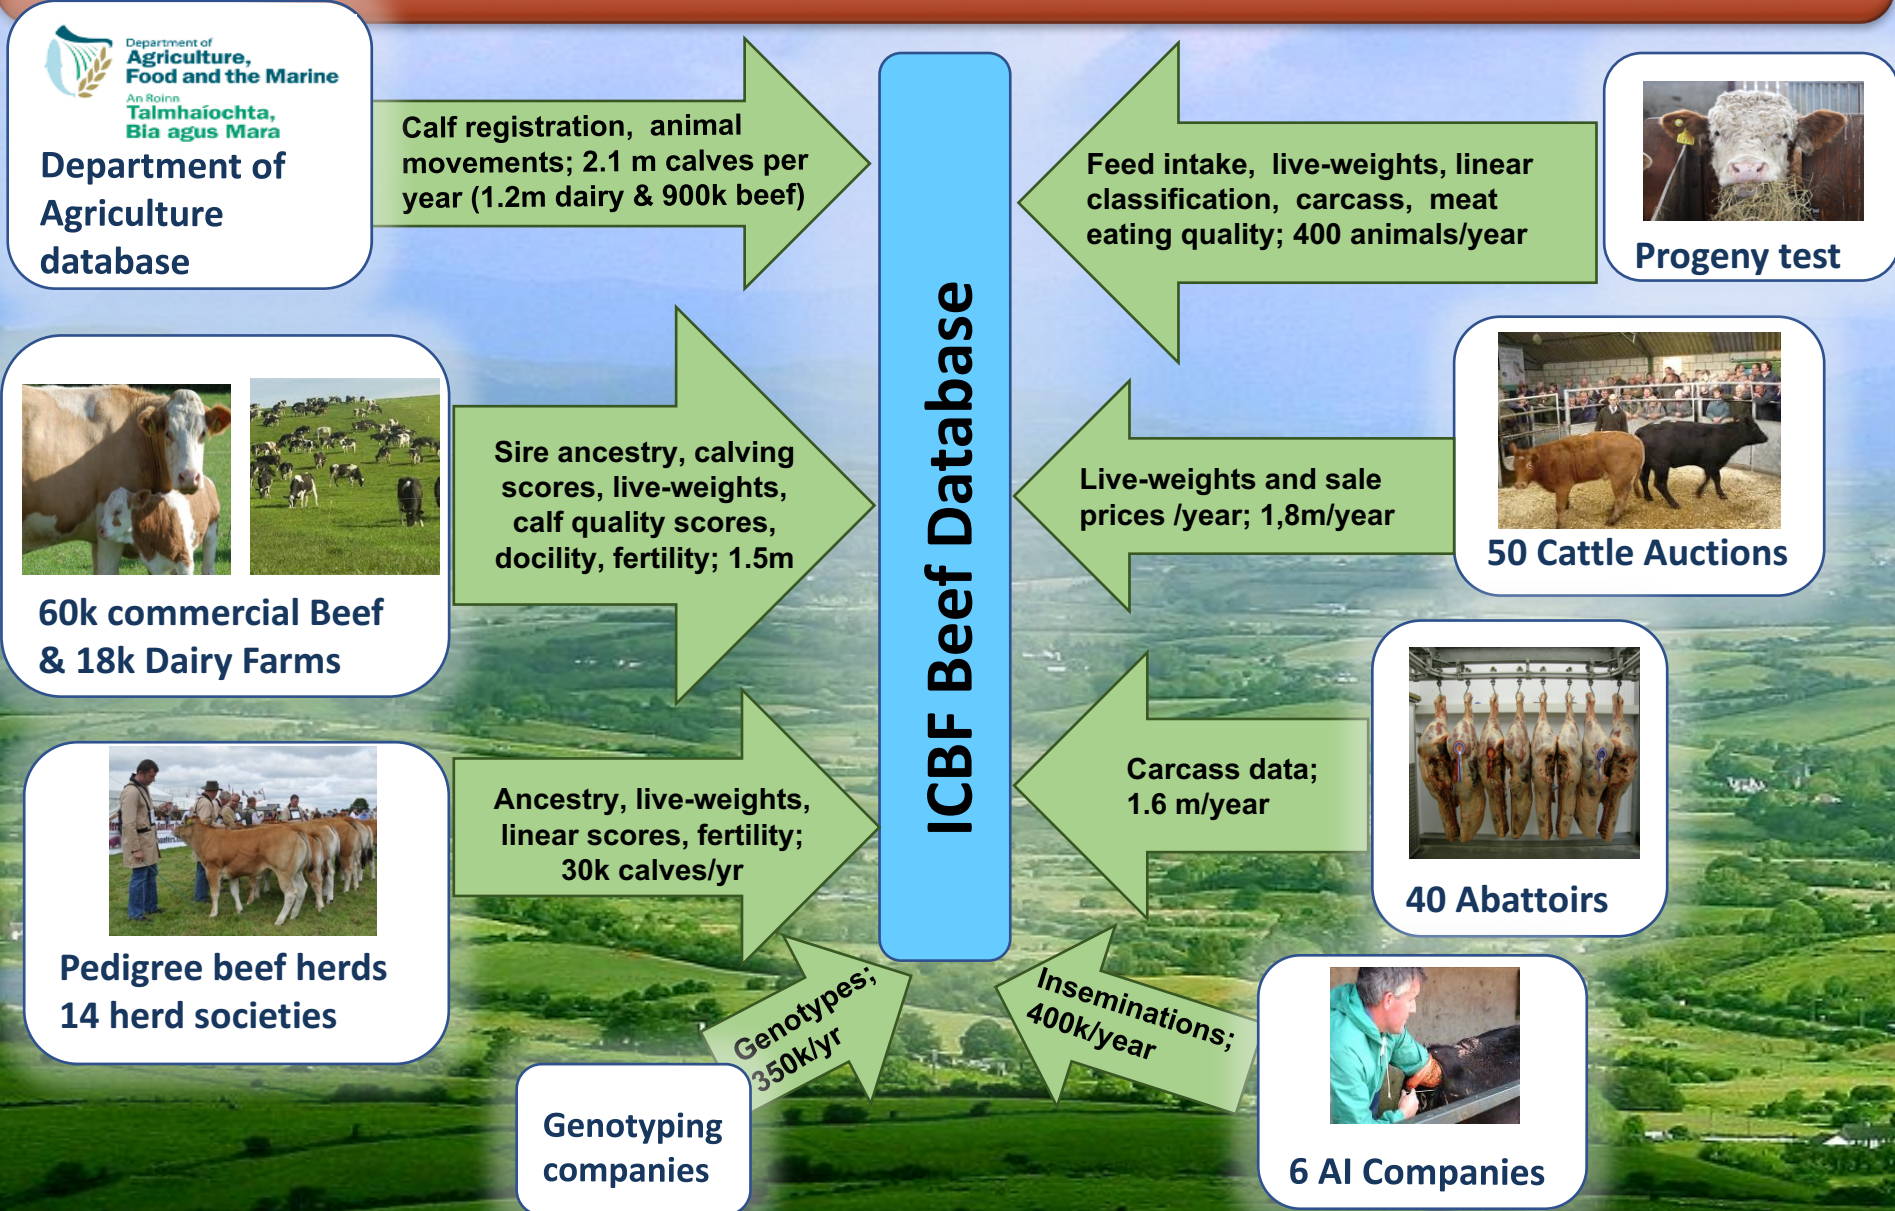 Department of
Agriculture,
Food and the Marine
An Roinn
Talmhaíochta,
Bia agus Mara
Department of
Agriculture
database
Calf registration, animal
movements; 2.1 m calves per
year (1.2m dairy & 900k beef)
Feed intake, live-weights, linear
classification, carcass, meat
eating quality; 400 animals/year
Progeny test
60k commercial Beef
& 18k Dairy Farms
Sire ancestry, calving
scores, live-weights,
calf quality scores,
docility, fertility; 1.5m
ICBF Beef Database
Live-weights and sale
prices /year; 1,8m/year
50 Cattle Auctions
Pedigree beef herds
14 herd societies
Ancestry, live-weights,
linear scores, fertility;
30k calves/yr
Carcass data;
1.6 m/year
40 Abattoirs
Genotyping
companies
Genotypes;
350k/yr
Inseminations;
400k/year
6 AI Companies